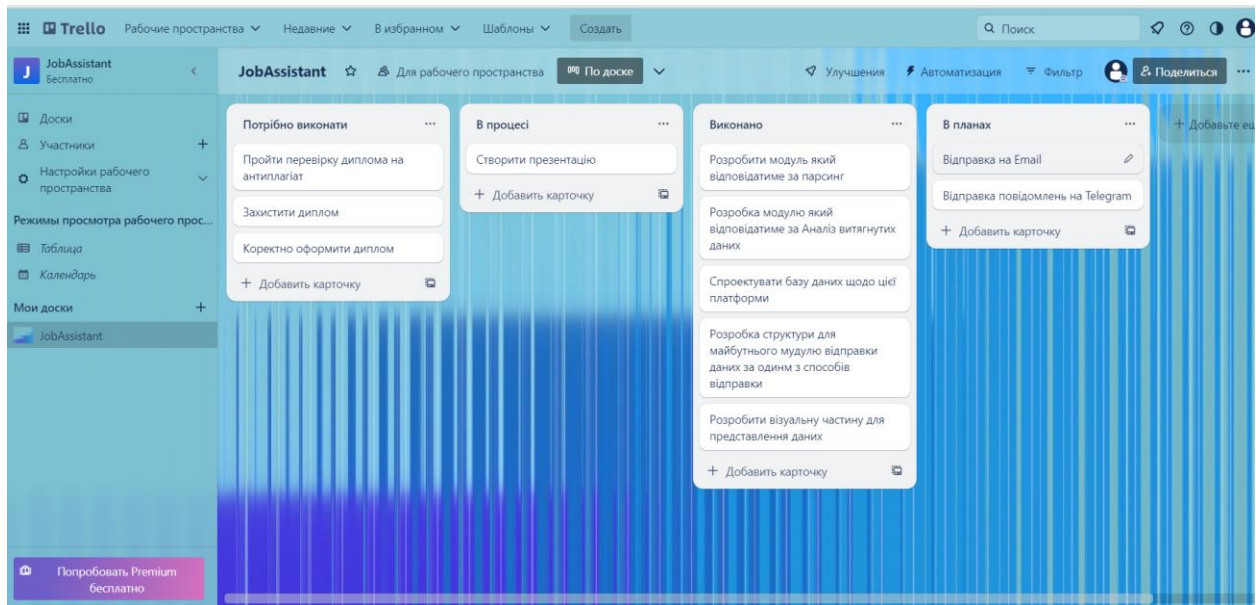 Trello Рабочие пространства Недавние В избранном Шаблоны Создать Поиск
J JobAssistant
Бесплатно
JobAssistant Для рабочего пространства По доске Улучшения Автоматизация Фильтр Поделиться
Доски
Участники
Настройки рабочего
пространства
Режимы просмотра рабочего прос...
Таблица
Календарь
Мои доски
JobAssistant
Попробовать Premium
бесплатно
Потрібно виконати
Пройти перевірку диплома на
антиплагіат
Захистити диплом
Коректно оформити диплом
+ Добавить карточку
В процесі
Створити презентацію
+ Добавить карточку
Виконано
Розробити модуль який
відповідатиме за парсинг
Розробка модулю який
відповідатиме за Аналіз витягнутих
даних
Спроектувати базу даних щодо цієї
платформи
Розробка структури для
майбутнього мудулю відправки
даних за одинм з способів
відправки
Розробити візуальну частину для
представлення даних
+ Добавить карточку
В планах
Відправка на Email
Відправка повідомлень на Telegram
+ Добавить карточку
+ Добавьте ещ